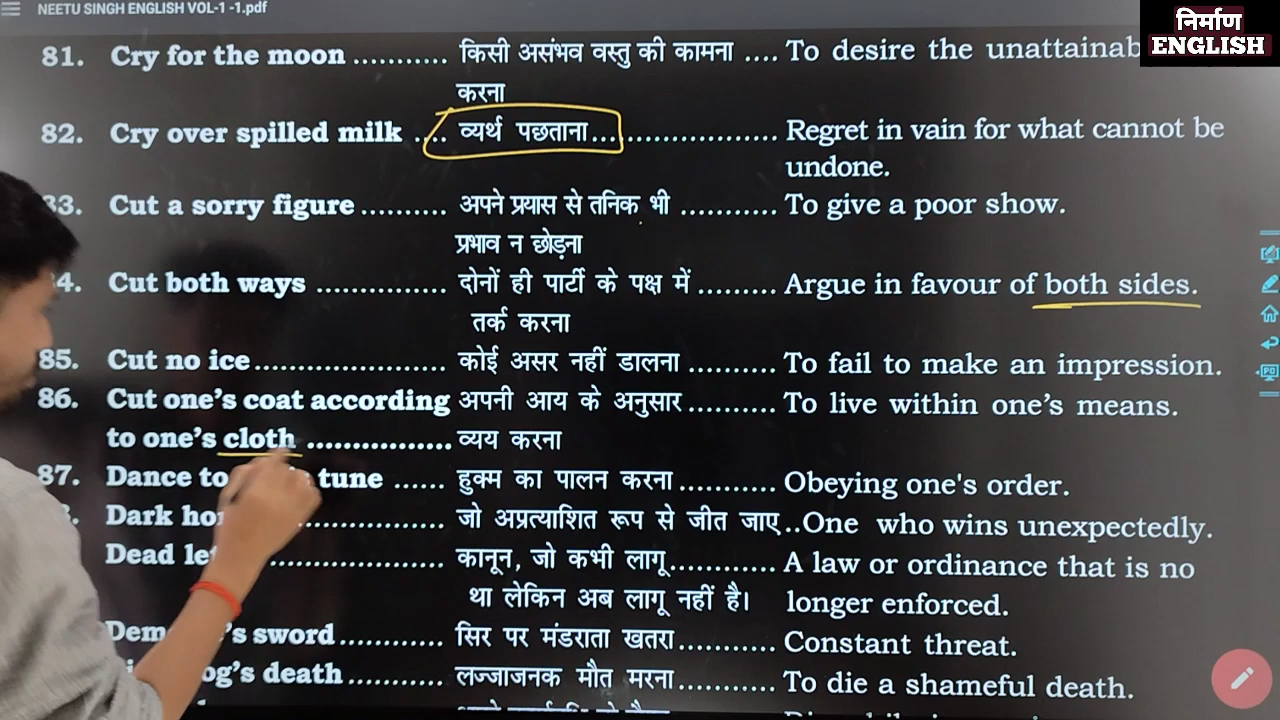 NEETU SINGH ENGLISH VOL-1 -1.pdf
निर्माण
ENGLISH
81. Cry for the moon ........... किसी असंभव वस्तु की कामना .... To desire the
करना
82. Cry over spilled milk .... व्यर्थ पछताना...................... Regret in vain for what cannot be
undone.
Cut a sorry figure.......... अपने प्रयास से तनिक भी ........... To give a poor show.
प्रभाव न छोड़ना
Cut both ways ............... दोनों ही पार्टी के पक्ष में ......... Argue in favour of both sides.
तर्क करना
85. Cut no ice...................... कोई असर नहीं डालना .......... To fail to make an impression.
86. Cut one's coat according अपनी आय के अनुसार .......... To live within one's means.
to one's cloth ................. व्यय करना
87. Dance to tune ...... हुक्म का पालन करना ........... Obeying one's order.
Dark ................ जो अप्रत्याशित रूप से जीत जाए ..One who wins unexpectedly.
Dead .................... कानून, जो कभी लागू............ A law or ordinance that is no
था लेकिन अब लागू नहीं है। longer enforced.
sword ............ सिर पर मंडराता खतरा ........... Constant threat.
death ........... लज्जाजनक मौत मरना ........... To die a shameful death.